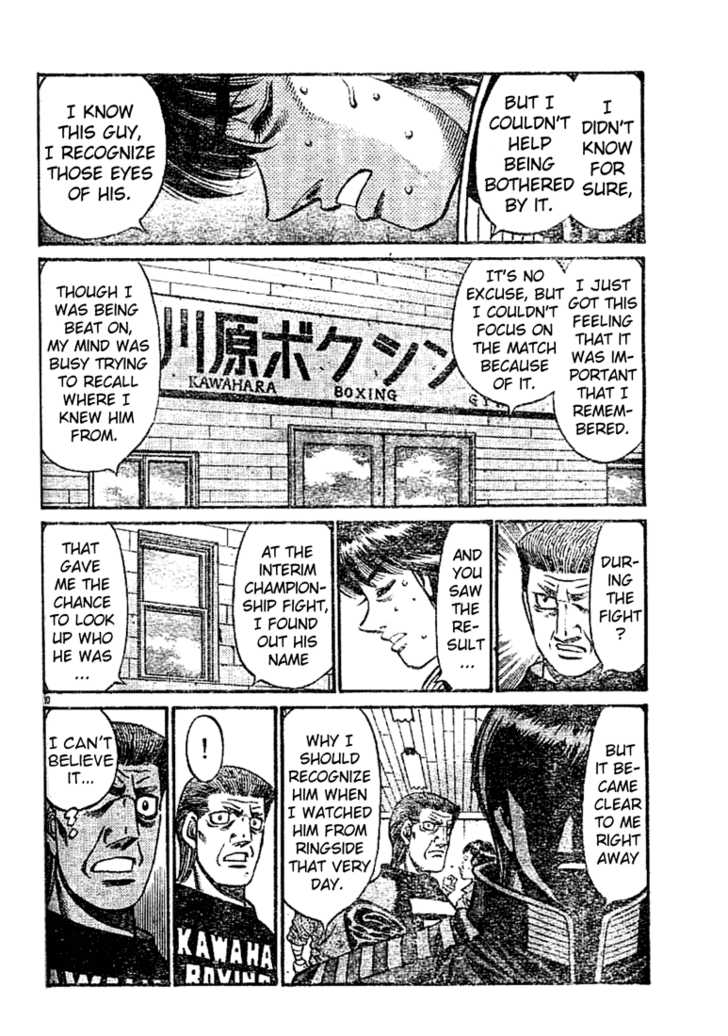 I
DIDN'T
KNOW
FOR
SURE,
BUT I
COULDN'T
HELP
BEING
BOTHERED
BY IT.
I KNOW
THIS GUY,
I RECOGNIZE
THOSE EYES
OF HIS.
I JUST
GOT THIS
FEELING
THAT IT
WAS IM-
PORTANT
THAT I
REMEM-
BERED.
IT'S NO
EXCUSE, BUT
I COULDN'T
FOCUS ON
THE MATCH
BECAUSE
OF IT.
THOUGH I
WAS BEING
BEAT ON,
MY MIND WAS
BUSY TRYING
TO RECALL
WHERE I
KNEW HIM
FROM.
川原ボクシン
KAWAHARA BOXING GY
DUR-
ING
THE
FIGHT
?
AND
YOU
SAW
THE
RE-
SULT
...
AT THE
INTERIM
CHAMPION-
SHIP FIGHT,
I FOUND
OUT HIS
NAME
THAT
GAVE
ME THE
CHANCE
TO LOOK
UP WHO
HE WAS
...
10
BUT
IT BE-
CAME
CLEAR
TO ME
RIGHT
AWAY
WHY I
SHOULD
RECOGNIZE
HIM WHEN
I WATCHED
HIM FROM
RINGSIDE
THAT VERY
DAY.
!
KAWAHA
BOXING
I CAN'T
BELIEVE
IT...
?